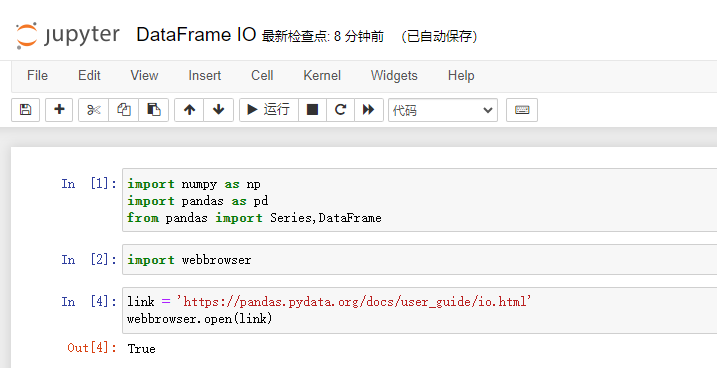 jupyter DataFrame IO 最新检查点: 8 分钟前 (已自动保存)
File Edit View Insert Cell Kernel Widgets Help
运行 代码
In [1]: import numpy as np
import pandas as pd
from pandas import Series,DataFrame
In [2]: import webbrowser
In [4]: link = 'https://pandas.pydata.org/docs/user_guide/io.html'
webbrowser.open(link)
Out[4]: True